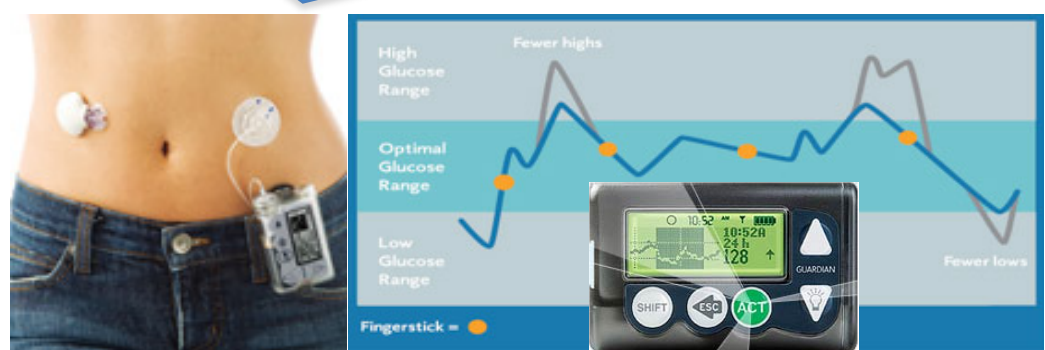 High
Glucose
Range
Fewer highs
Optimal
Glucose
Range
Low
Glucose
Range
Fewer lows
Fingerstick =
10:52 AM
10:52A
24h
128
GUARDIAN
SHIFT
ESC
ACT